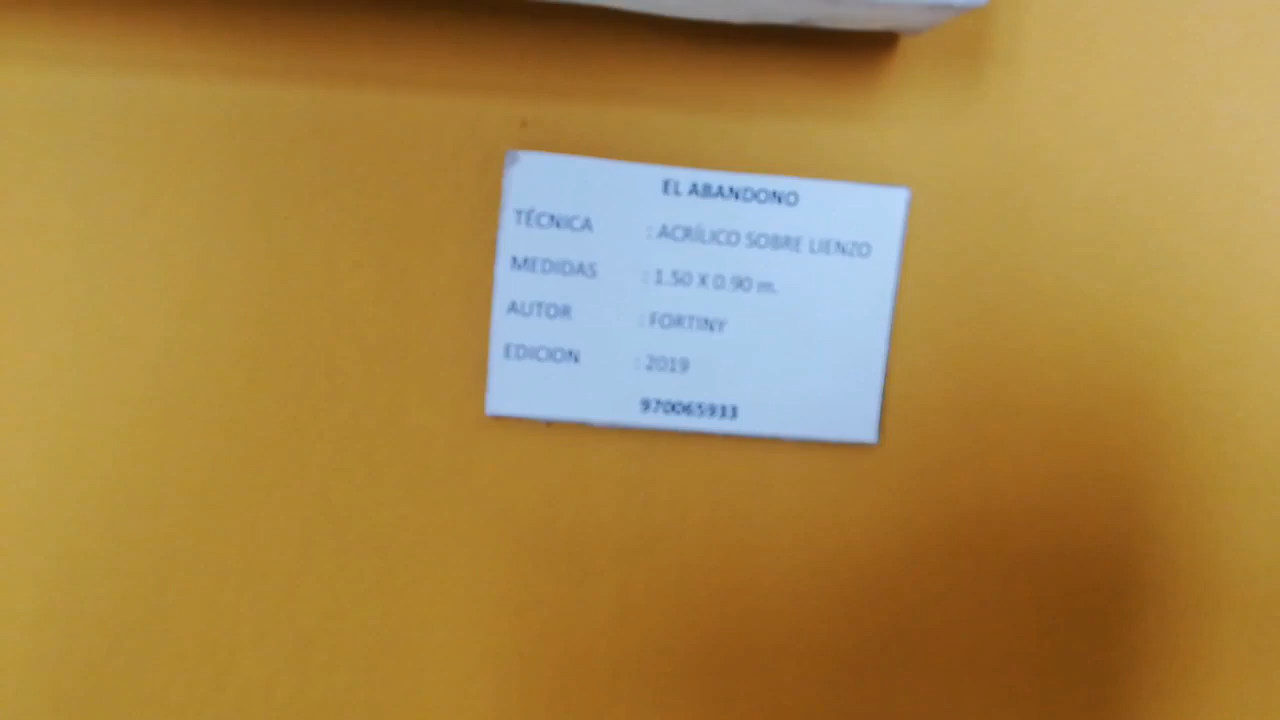 EL ABANDONO
TÉCNICA : ACRÍLICO SOBRE LIENZO
MEDIDAS : 1.50 X 0.90 m.
AUTOR : FORTINY
EDICION : 2019
970065933